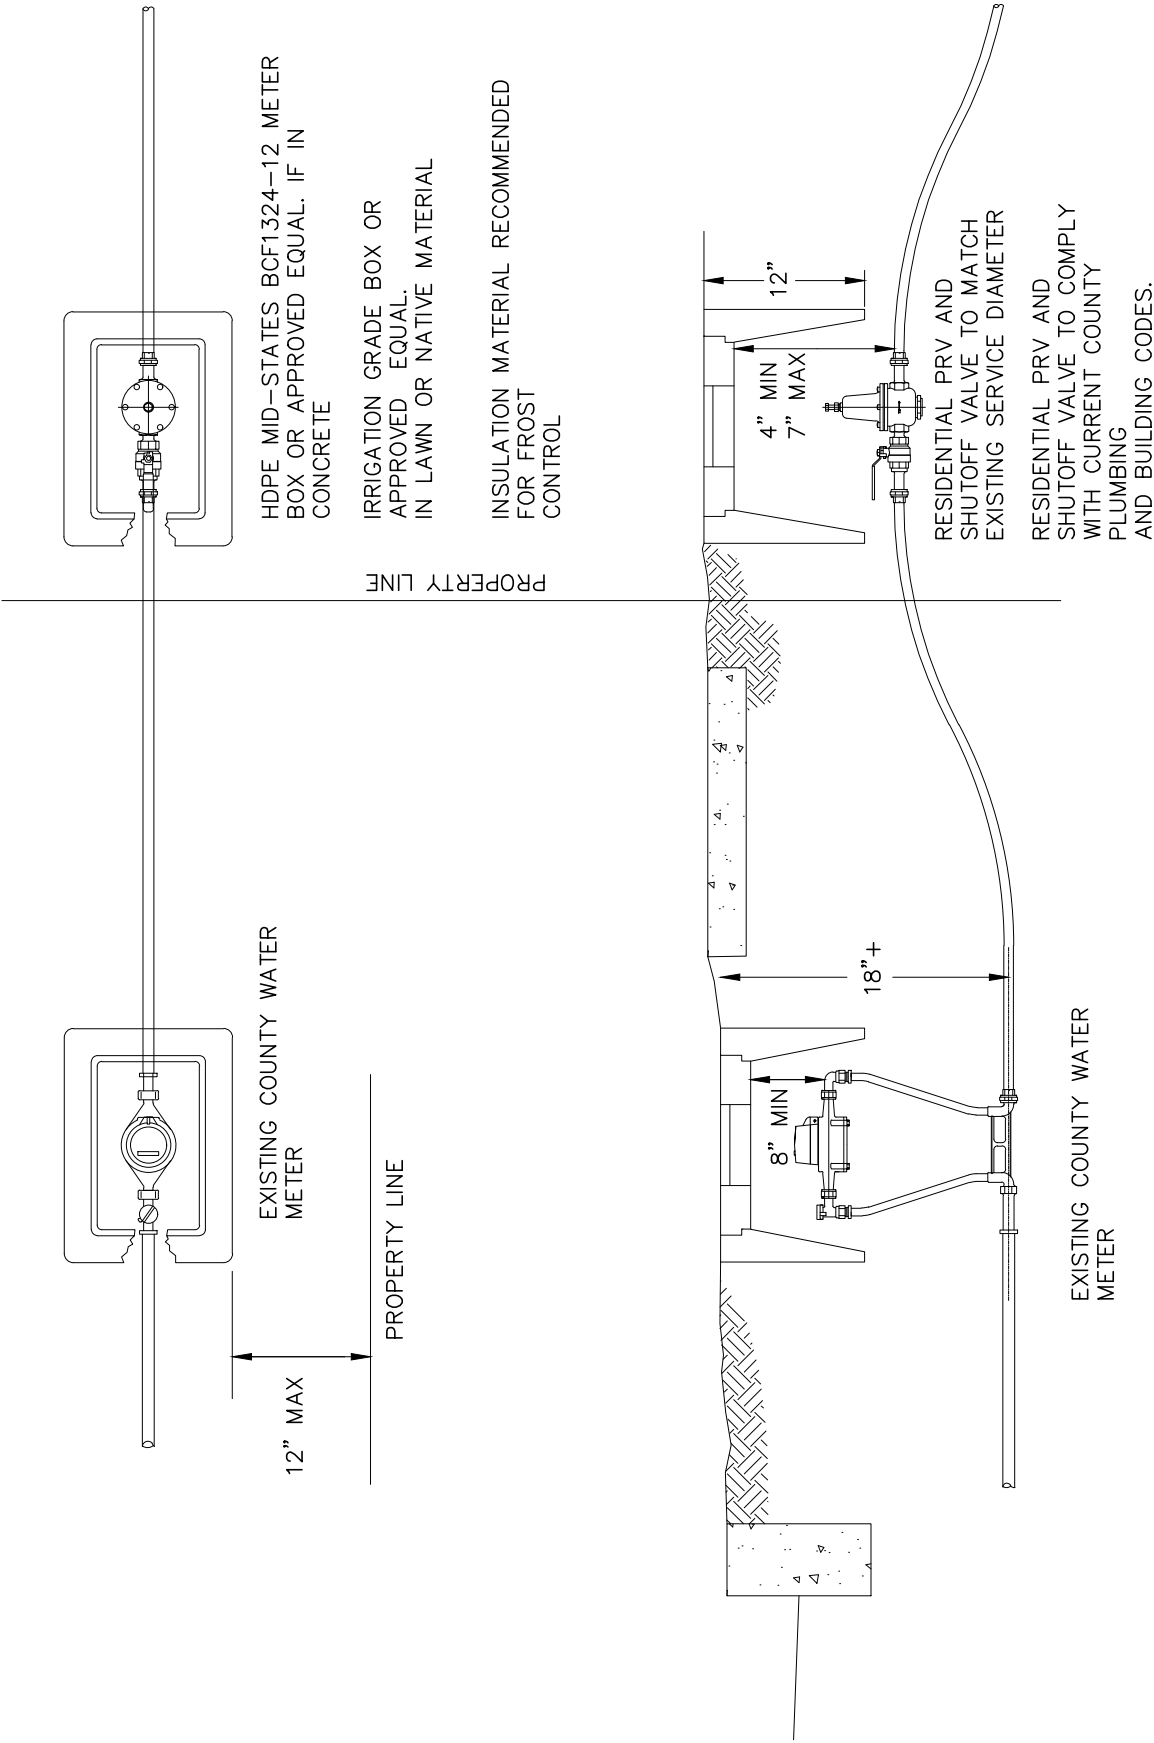 12" MAX
EXISTING COUNTY WATER
METER
PROPERTY LINE
HDPE MID-STATES BCF1324-12 METER
BOX OR APPROVED EQUAL. IF IN
CONCRETE
IRRIGATION GRADE BOX OR
APPROVED EQUAL.
IN LAWN OR NATIVE MATERIAL
INSULATION MATERIAL RECOMMENDED
FOR FROST
CONTROL
PROPERTY LINE
8" MIN
18"+
4" MIN
7" MAX
12"
EXISTING COUNTY WATER
METER
RESIDENTIAL PRV AND
SHUTOFF VALVE TO MATCH
EXISTING SERVICE DIAMETER
RESIDENTIAL PRV AND
SHUTOFF VALVE TO COMPLY
WITH CURRENT COUNTY
PLUMBING
AND BUILDING CODES.